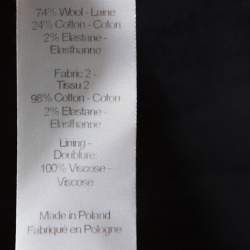 74% Wool - Laine
24% Cotton - Coton
2% Elastane -
Elasthanne
Fabric 2 -
Tissu 2
98% Cotton - Coton
2% Elastane -
Elasthanne
Lining -
Doublure
100% Viscose -
Viscose
Made in Poland
Fabriqué en Pologne